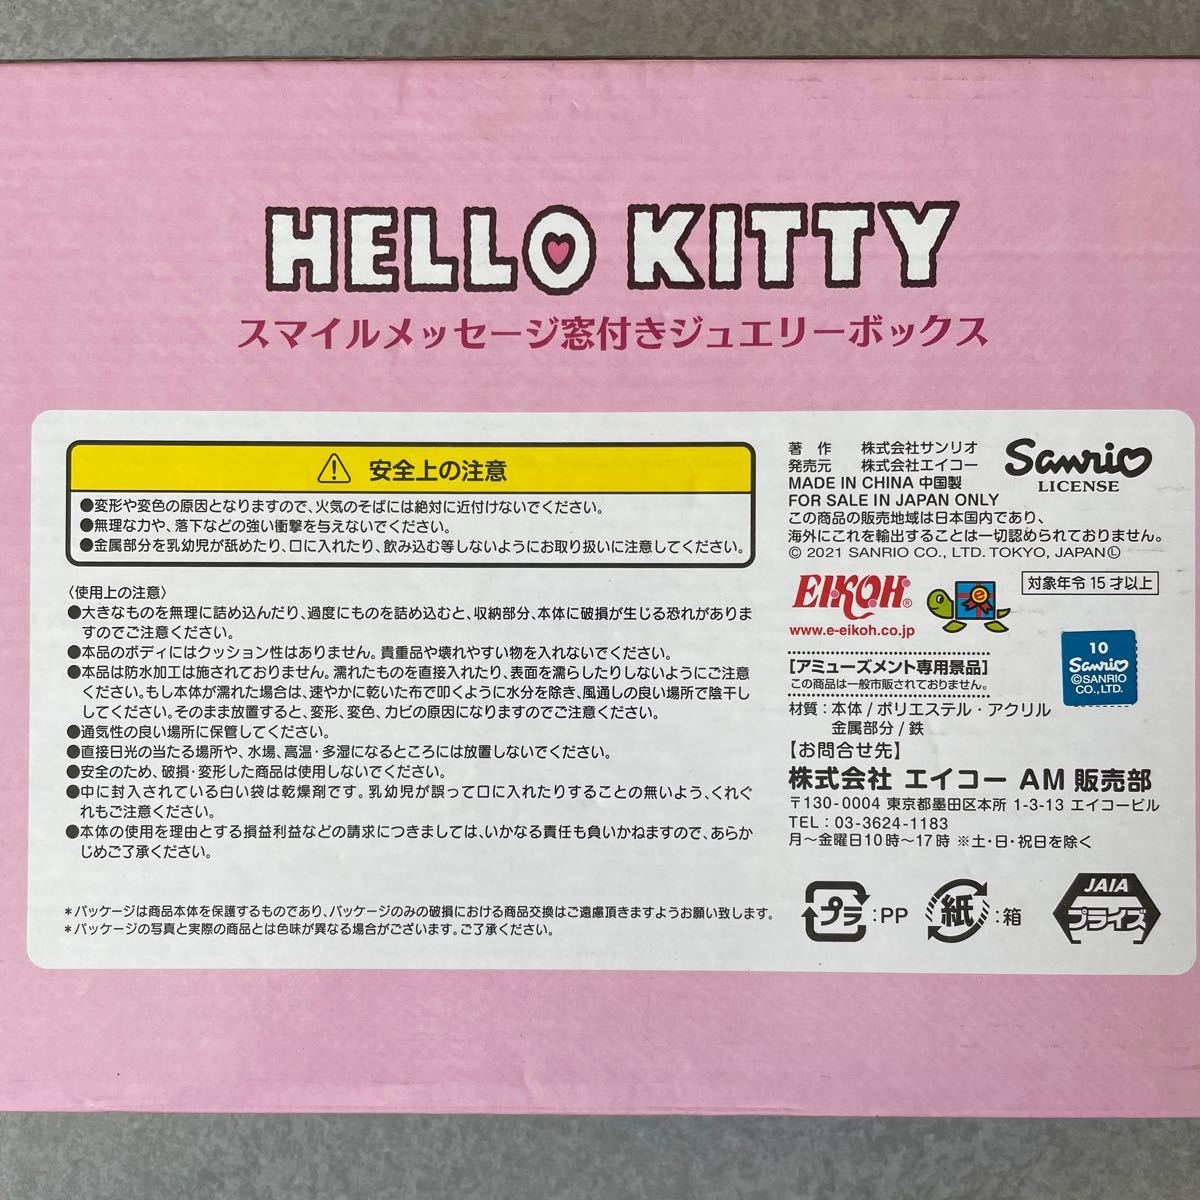 HELLO KITTY
スマイルメッセージ窓付きジュエリーボックス
安全上の注意
●変形や変色の原因となりますので、火気のそばには絶対に近付けないでください。
●無理な力や、落下などの強い衝撃を与えないでください。
●金属部分を乳幼児が舐めたり、口に入れたり、飲み込む等しないようにお取り扱いに注意してください。
〈使用上の注意〉
●大きなものを無理に詰め込んだり、過度にものを詰め込むと、収納部分、本体に破損が生じる恐れがありま
すのでご注意ください。
●本品のボディにはクッション性はありません。貴重品や壊れやすい物を入れないでください。
●本品は防水加工は施されておりません。濡れたものを直接入れたり、表面を濡らしたりしないようにご注意
ください。もし本体が濡れた場合は、速やかに乾いた布で叩くように水分を除き、風通しの良い場所で陰干し
してください。そのまま放置すると、変形、変色、カビの原因になりますのでご注意ください。
●通気性の良い場所に保管してください。
●直接日光の当たる場所や、水場、高温・多湿になるところには放置しないでください。
●安全のため、破損・変形した商品は使用しないでください。
●中に封入されている白い袋は乾燥剤です。乳幼児が誤って口に入れたりすることの無いよう、くれぐ
れもご注意ください。
●本体の使用を理由とする損益利益などの請求につきましては、いかなる責任も負いかねますので、あらか
じめご了承ください。
*パッケージは商品本体を保護するものであり、パッケージのみの破損における商品交換はご遠慮頂きますようお願い致します。
*パッケージの写真と実際の商品とは色味が異なる場合がございます。ご了承ください。
著 作 株式会社サンリオ
発売元 株式会社エイコー
MADE IN CHINA 中国製
FOR SALE IN JAPAN ONLY
この商品の販売地域は日本国内であり、
海外にこれを輸出することは一切認められておりません。
© 2021 SANRIO CO., LTD. TOKYO, JAPAN Ⓛ
Sanrio
LICENSE
EIKOH®
www.e-eikoh.co.jp
e
対象年令 15才以上
【アミューズメント専用景品】
この商品は一般市販されておりません。
10
Sanrio
©SANRIO
CO.,LTD.
材質:本体/ポリエステル・アクリル
金属部分/鉄
【お問合せ先】
株式会社 エイコー AM 販売部
〒130-0004 東京都墨田区本所 1-3-13 エイコービル
TEL:03-3624-1183
月〜金曜日10時〜17時 ※土・日・祝日を除く
プラ:PP
紙:箱
JAIA
プライズ